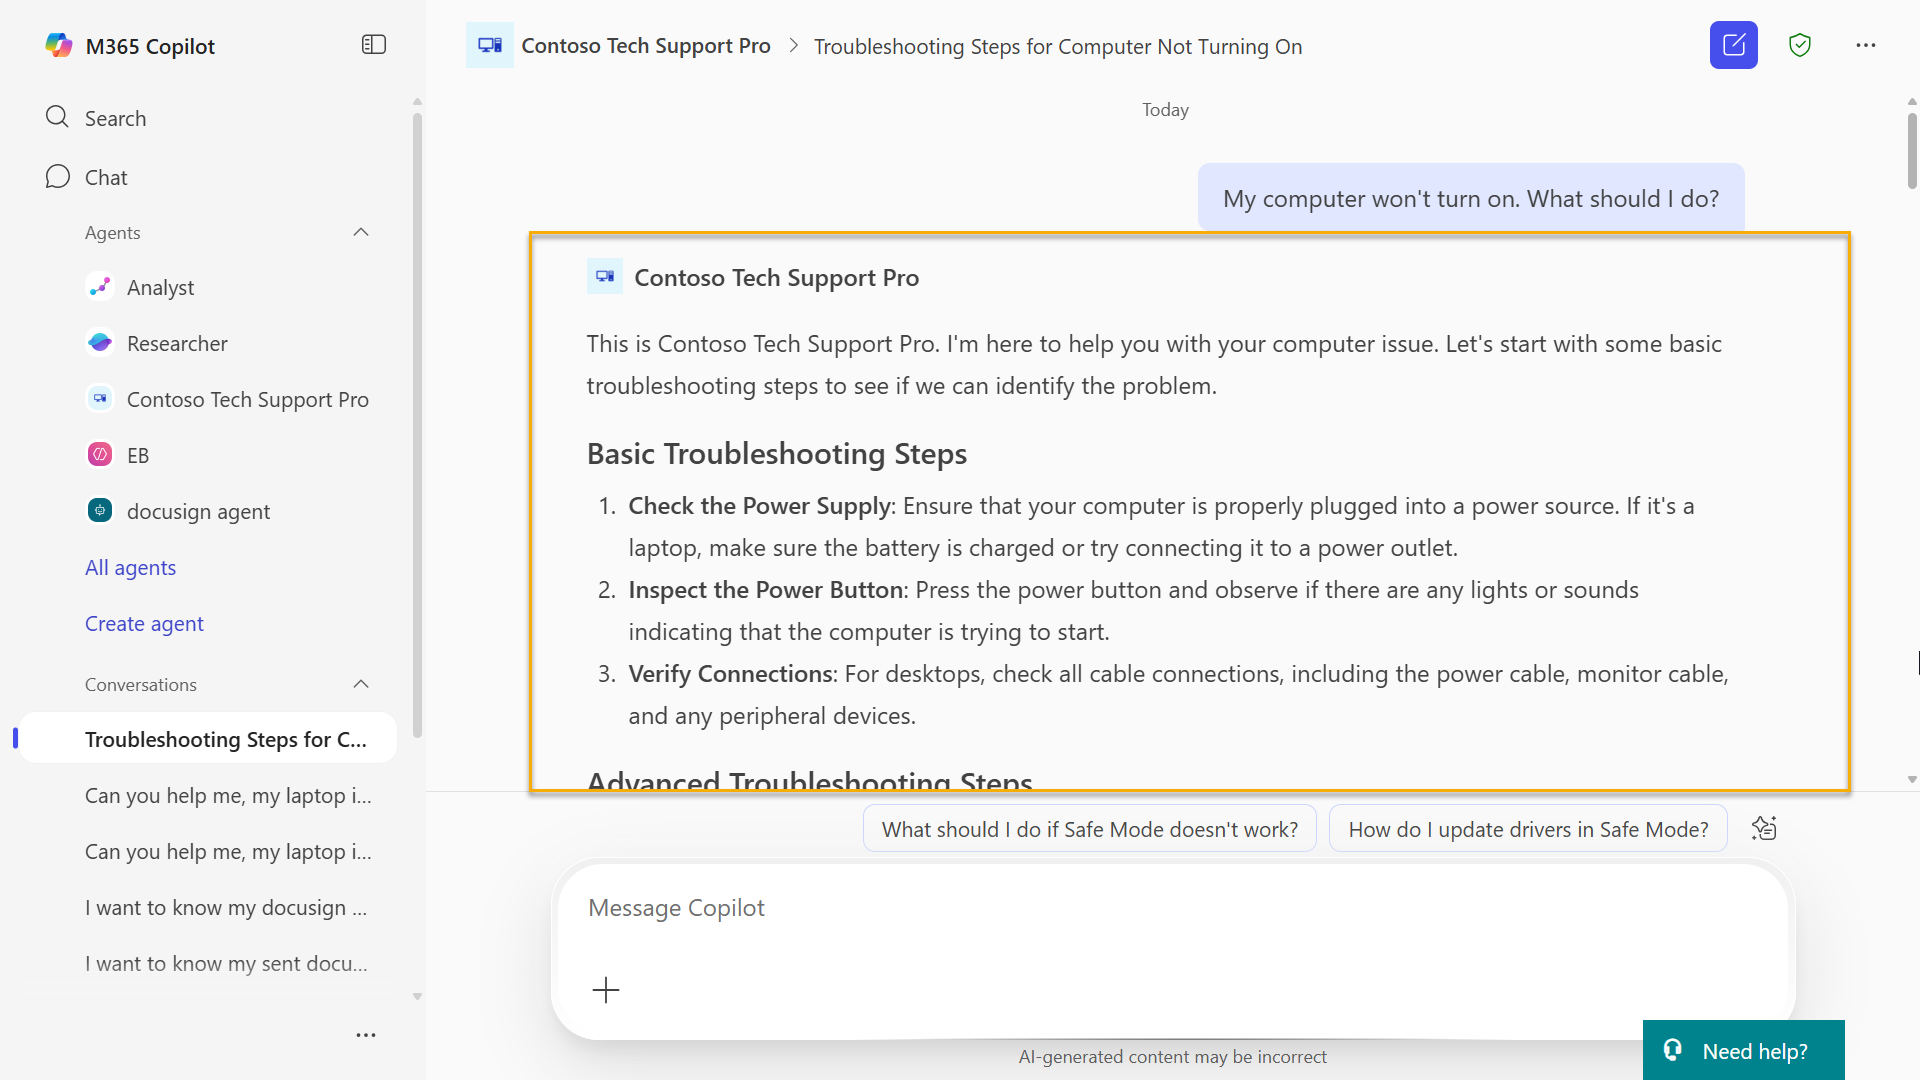 M365 Copilot
Search
Chat
Agents
Analyst
Researcher
Contoso Tech Support Pro
EB
docusign agent
All agents
Create agent
Conversations
Troubleshooting Steps for C...
Can you help me, my laptop i...
Can you help me, my laptop i...
I want to know my docusign ...
I want to know my sent docu...
Contoso Tech Support Pro > Troubleshooting Steps for Computer Not Turning On
Today
My computer won't turn on. What should I do?
Contoso Tech Support Pro
This is Contoso Tech Support Pro. I'm here to help you with your computer issue. Let's start with some basic
troubleshooting steps to see if we can identify the problem.
Basic Troubleshooting Steps
1. Check the Power Supply: Ensure that your computer is properly plugged into a power source. If it's a
laptop, make sure the battery is charged or try connecting it to a power outlet.
2. Inspect the Power Button: Press the power button and observe if there are any lights or sounds
indicating that the computer is trying to start.
3. Verify Connections: For desktops, check all cable connections, including the power cable, monitor cable,
and any peripheral devices.
Advanced Troubleshooting Steps
What should I do if Safe Mode doesn't work?
How do I update drivers in Safe Mode?
Message Copilot
AI-generated content may be incorrect
Need help?